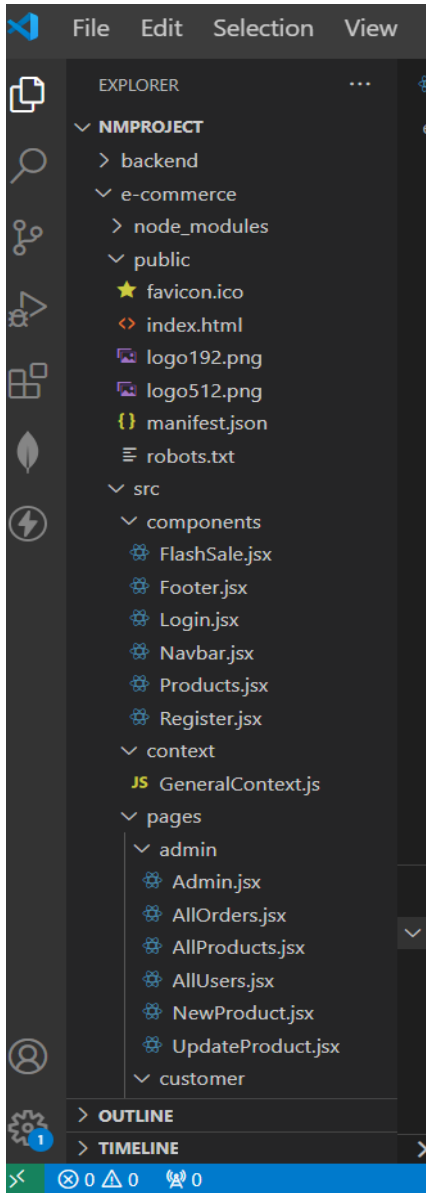 File Edit Selection View
EXPLORER ...
NMPROJECT
backend
e-commerce
node_modules
public
favicon.ico
<> index.html
logo192.png
logo512.png
{} manifest.json
robots.txt
src
components
FlashSale.jsx
Footer.jsx
Login.jsx
Navbar.jsx
Products.jsx
Register.jsx
context
JS GeneralContext.js
pages
admin
Admin.jsx
AllOrders.jsx
AllProducts.jsx
AllUsers.jsx
NewProduct.jsx
UpdateProduct.jsx
customer
OUTLINE
1
TIMELINE
0 0 0